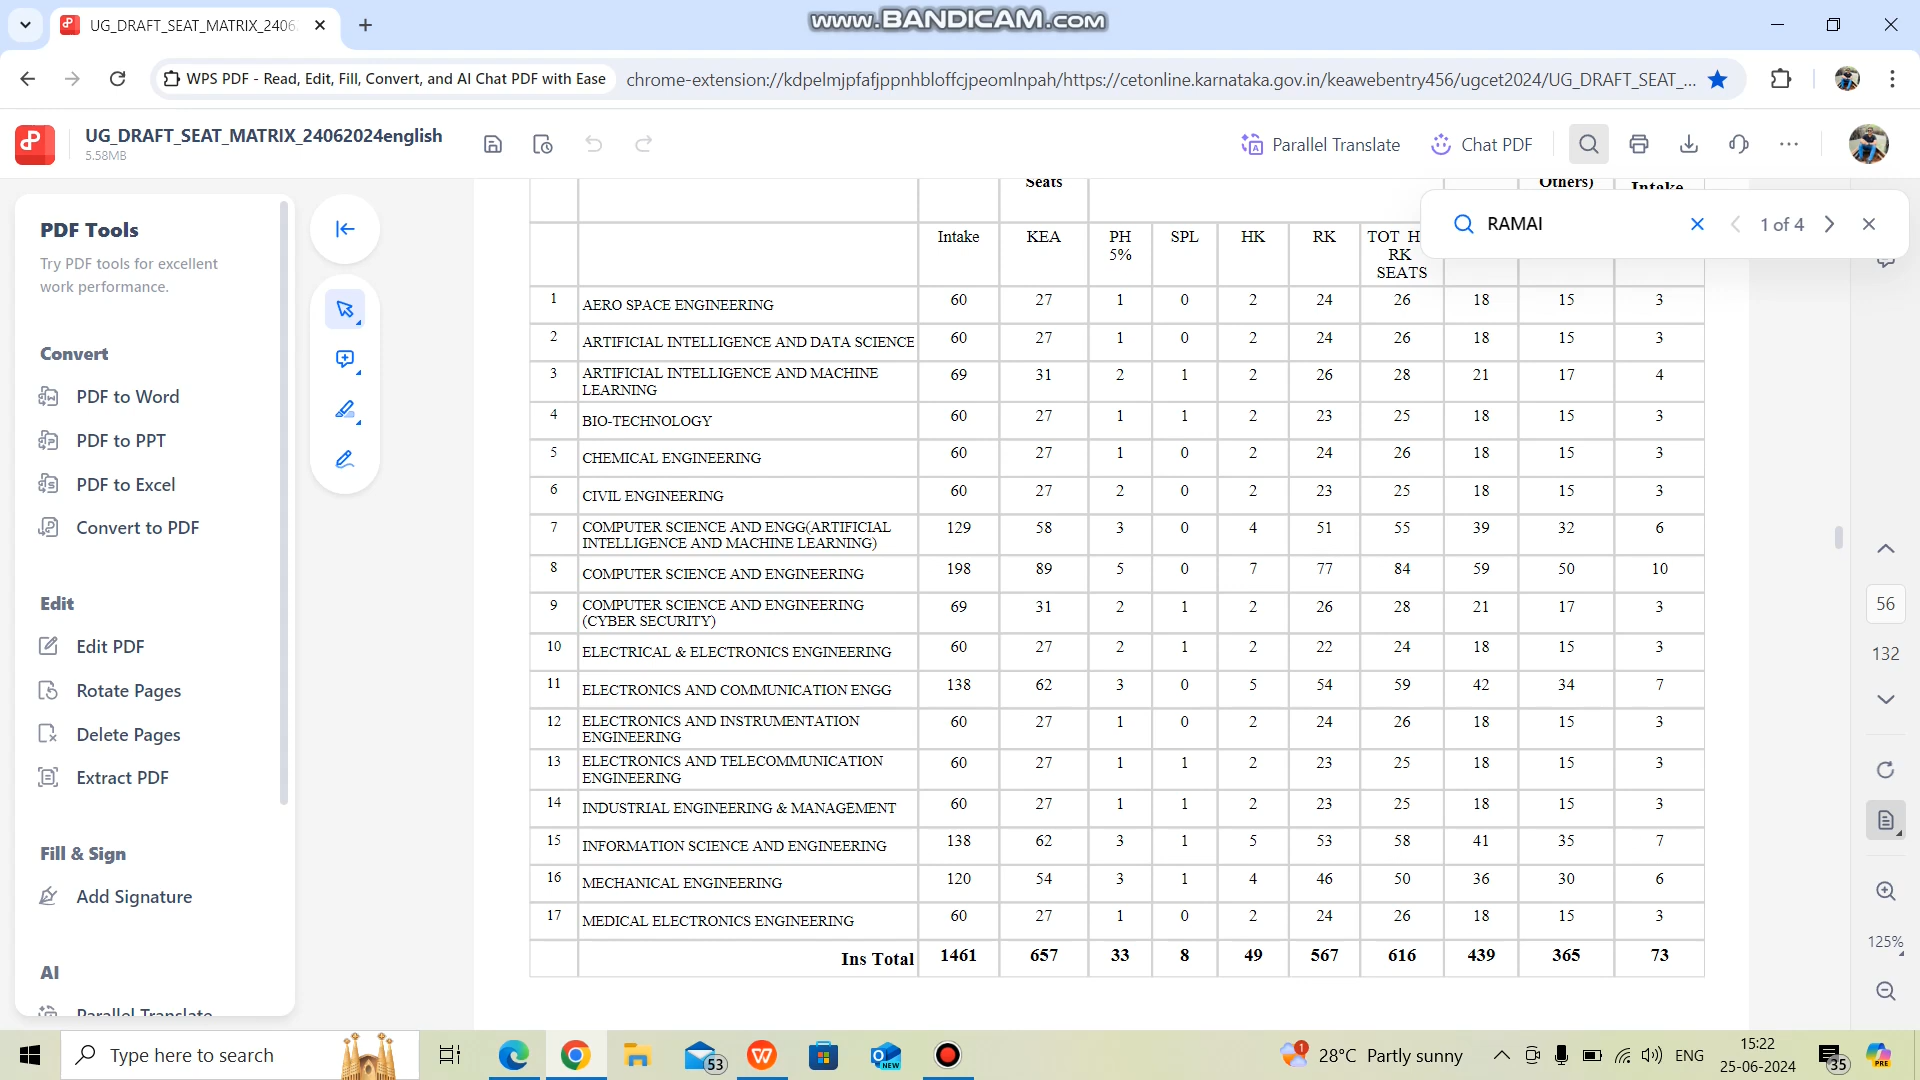 UG_DRAFT_SEAT_MATRIX_2406
www.BANDICAM.com
WPS PDF - Read, Edit, Fill, Convert, and AI Chat PDF with Ease
chrome-extension://kdpelmjpfafjppnhbloffcjpeomlnpah/https://cetonline.karnataka.gov.in/keawebentry456/ugcet2024/UG_DRAFT_SEAT_...
UG_DRAFT_SEAT_MATRIX_24062024english
5.58MB
Parallel Translate
Chat PDF
RAMAI
1 of 4
PDF Tools
Try PDF tools for excellent
work performance.
Convert
PDF to Word
PDF to PPT
PDF to Excel
Convert to PDF
Edit
Edit PDF
Rotate Pages
Delete Pages
Extract PDF
Fill & Sign
Add Signature
AI
Parallel Translate
Seats Others) Intake
Intake KEA PH 5% SPL HK RK TOT H RK SEATS
1 AERO SPACE ENGINEERING 60 27 1 0 2 24 26 18 15 3
2 ARTIFICIAL INTELLIGENCE AND DATA SCIENCE 60 27 1 0 2 24 26 18 15 3
3 ARTIFICIAL INTELLIGENCE AND MACHINE LEARNING 69 31 2 1 2 26 28 21 17 4
4 BIO-TECHNOLOGY 60 27 1 1 2 23 25 18 15 3
5 CHEMICAL ENGINEERING 60 27 1 0 2 24 26 18 15 3
6 CIVIL ENGINEERING 60 27 2 0 2 23 25 18 15 3
7 COMPUTER SCIENCE AND ENGG(ARTIFICIAL INTELLIGENCE AND MACHINE LEARNING) 129 58 3 0 4 51 55 39 32 6
8 COMPUTER SCIENCE AND ENGINEERING 198 89 5 0 7 77 84 59 50 10
9 COMPUTER SCIENCE AND ENGINEERING (CYBER SECURITY) 69 31 2 1 2 26 28 21 17 3
10 ELECTRICAL & ELECTRONICS ENGINEERING 60 27 2 1 2 22 24 18 15 3
11 ELECTRONICS AND COMMUNICATION ENGG 138 62 3 0 5 54 59 42 34 7
12 ELECTRONICS AND INSTRUMENTATION ENGINEERING 60 27 1 0 2 24 26 18 15 3
13 ELECTRONICS AND TELECOMMUNICATION ENGINEERING 60 27 1 1 2 23 25 18 15 3
14 INDUSTRIAL ENGINEERING & MANAGEMENT 60 27 1 1 2 23 25 18 15 3
15 INFORMATION SCIENCE AND ENGINEERING 138 62 3 1 5 53 58 41 35 7
16 MECHANICAL ENGINEERING 120 54 3 1 4 46 50 36 30 6
17 MEDICAL ELECTRONICS ENGINEERING 60 27 1 0 2 24 26 18 15 3
Ins Total 1461 657 33 8 49 567 616 439 365 73
56
132
125%
Type here to search
53
NEW
1
28°C Partly sunny
ENG
15:22
25-06-2024
35
PRE